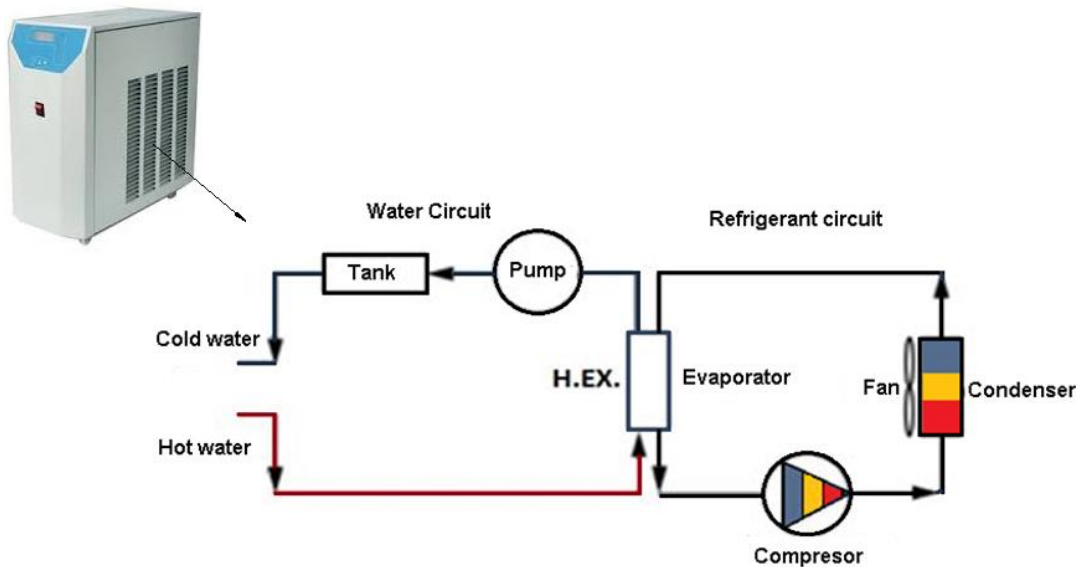 Water Circuit
Refrigerant circuit
Tank
Pump
Cold water
H.EX.
Evaporator
Fan
Condenser
Hot water
Compresor